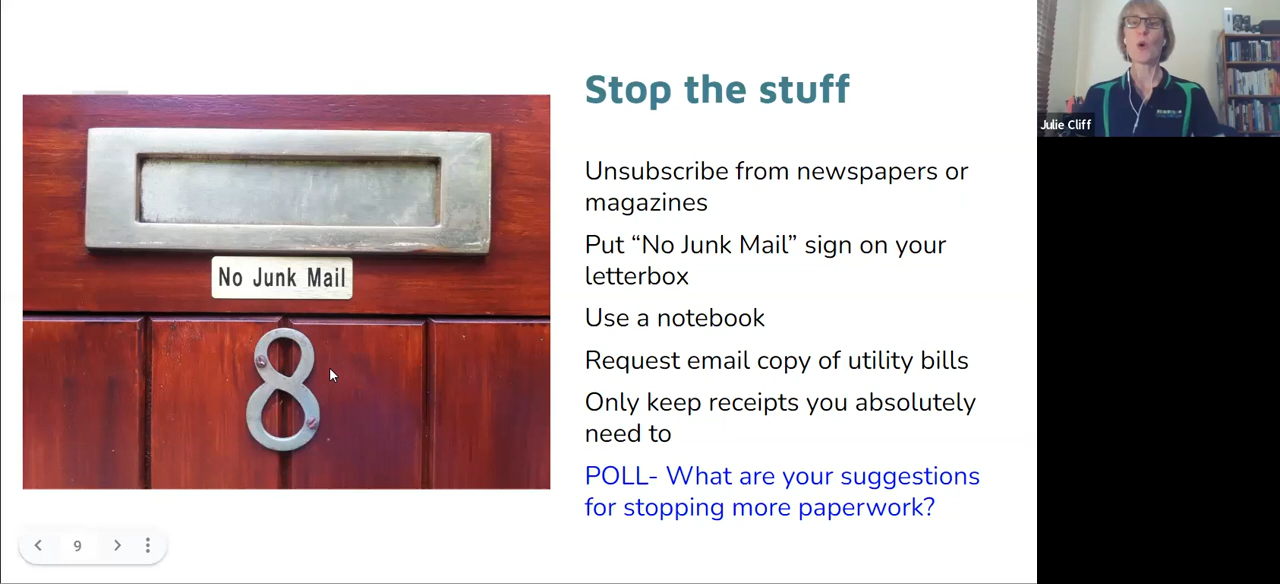 Stop the stuff
Unsubscribe from newspapers or
magazines
Put “No Junk Mail” sign on your
letterbox
Use a notebook
Request email copy of utility bills
Only keep receipts you absolutely
need to
POLL- What are your suggestions
for stopping more paperwork?
No Junk Mail
8
9
Julie Cliff